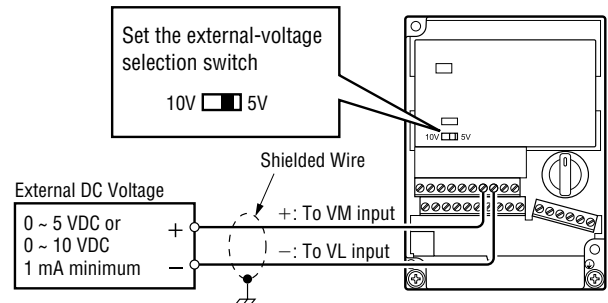 Set the external-voltage
selection switch
10V 5V
10V 5V
Shielded Wire
External DC Voltage
0 ~ 5 VDC or
0 ~ 10 VDC
1 mA minimum
+
−
+: To VM input
−: To VL input